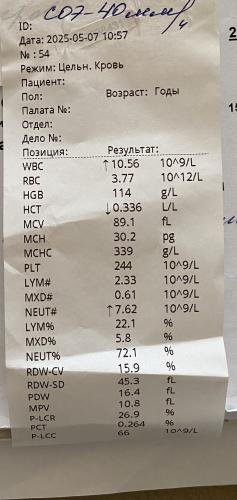 ID: СОЭ-40мм/ч
Дата: 2025-05-07 10:57
№ : 54
Режим: Цельн. Кровь
Пациент:
Пол: Возраст: Годы
Палата №:
Отдел:
Дело №:
Позиция: Результат:
WBC ↑10.56 10^9/L
RBC 3.77 10^12/L
HGB 114 g/L
HCT ↓0.336 L/L
MCV 89.1 fL
MCH 30.2 pg
MCHC 339 g/L
PLT 244 10^9/L
LYM# 2.33 10^9/L
MXD# 0.61 10^9/L
NEUT# ↑7.62 10^9/L
LYM% 22.1 %
MXD% 5.8 %
NEUT% 72.1 %
RDW-CV 15.9 %
RDW-SD 45.3 fL
PDW 16.4 fL
MPV 10.8 fL
P-LCR 26.9 %
PCT 0.264 %
P-LCC 66 10^9/L